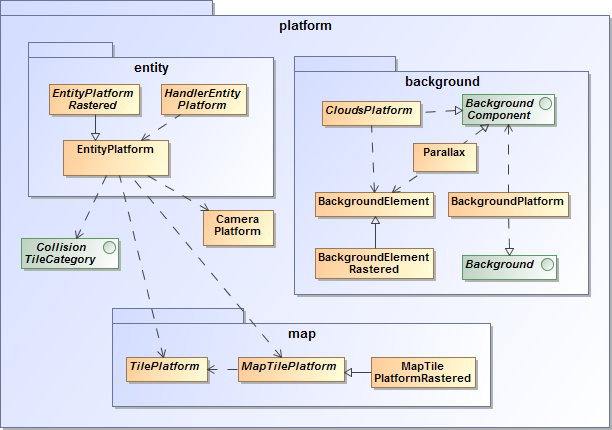 platform
entity
EntityPlatform
Rastered
HandlerEntity
Platform
EntityPlatform
Camera
Platform
Collision
TileCategory
background
CloudsPlatform
Background
Component
Parallax
BackgroundElement
BackgroundPlatform
BackgroundElement
Rastered
Background
map
TilePlatform
MapTilePlatform
MapTile
PlatformRastered